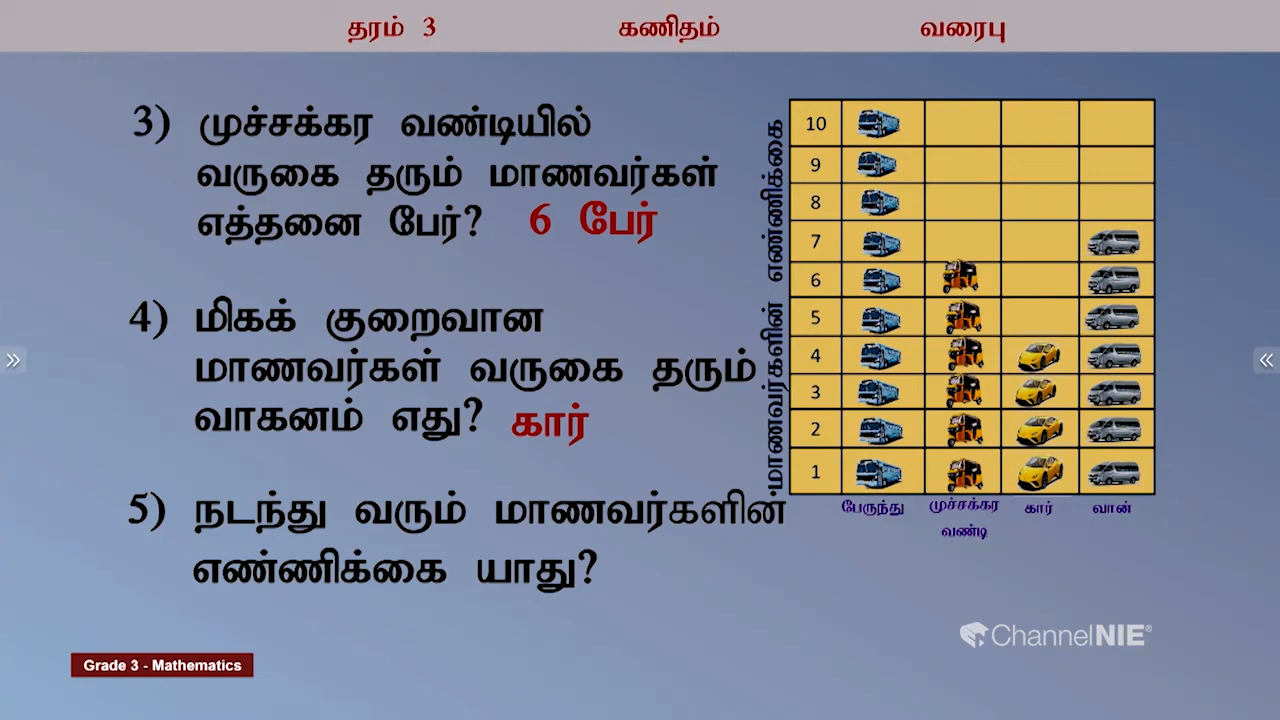 தரம் 3 கணிதம் வரைபு
3) முச்சக்கர வண்டியில்
வருகை தரும் மாணவர்கள்
எத்தனை பேர்? 6 பேர்
4) மிகக் குறைவான
மாணவர்கள் வருகை தரும்
வாகனம் எது? கார்
5) நடந்து வரும் மாணவர்களின்
எண்ணிக்கை யாது?
மாணவர்களின் எண்ணிக்கை
10
9
8
7
6
5
4
3
2
1
பேருந்து முச்சக்கர கார் வான்
வண்டி
ChannelNIE®
Grade 3 - Mathematics